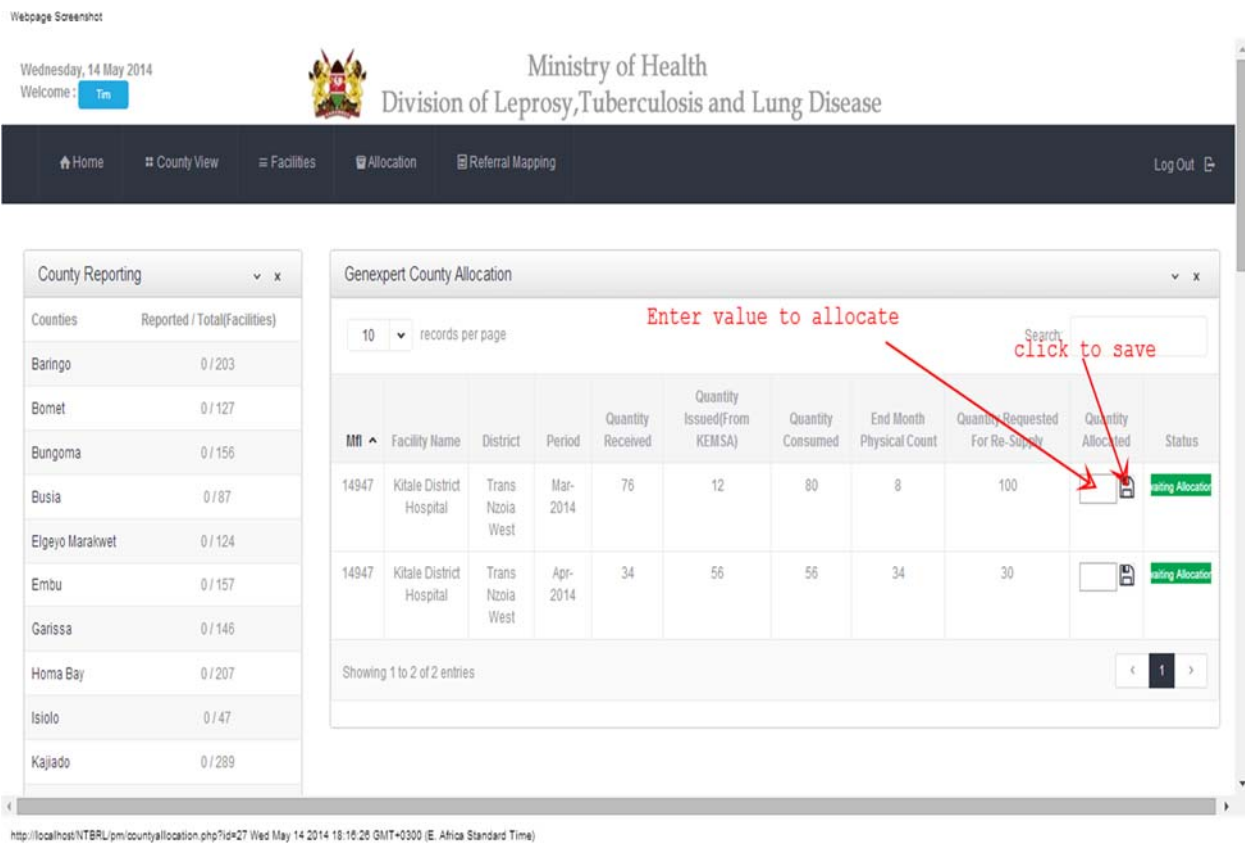 Webpage Screenshot
Wednesday, 14 May 2014
Welcome : Tim
Ministry of Health
Division of Leprosy,Tuberculosis and Lung Disease
Home County View Facilities Allocation Referral Mapping Log Out
County Reporting
Counties Reported / Total(Facilities)
Baringo 0 / 203
Bomet 0 / 127
Bungoma 0 / 156
Busia 0 / 87
Elgeyo Marakwet 0 / 124
Embu 0 / 157
Garissa 0 / 146
Homa Bay 0 / 207
Isiolo 0 / 47
Kajiado 0 / 289
Genexpert County Allocation
Enter value to allocate
10 records per page Search:
click to save
Mfl Facility Name District Period Quantity Received Quantity Issued(From KEMSA) Quantity Consumed End Month Physical Count Quantity Requested For Re-Supply Quantity Allocated Status
14947 Kitale District Hospital Trans Nzoia West Mar-2014 76 12 80 8 100 waiting Allocation
14947 Kitale District Hospital Trans Nzoia West Apr-2014 34 56 56 34 30 waiting Allocation
Showing 1 to 2 of 2 entries
1
http://localhost/NTBRL/pm/countyallocation.php?id=27 Wed May 14 2014 18:16:26 GMT+0300 (E. Africa Standard Time)